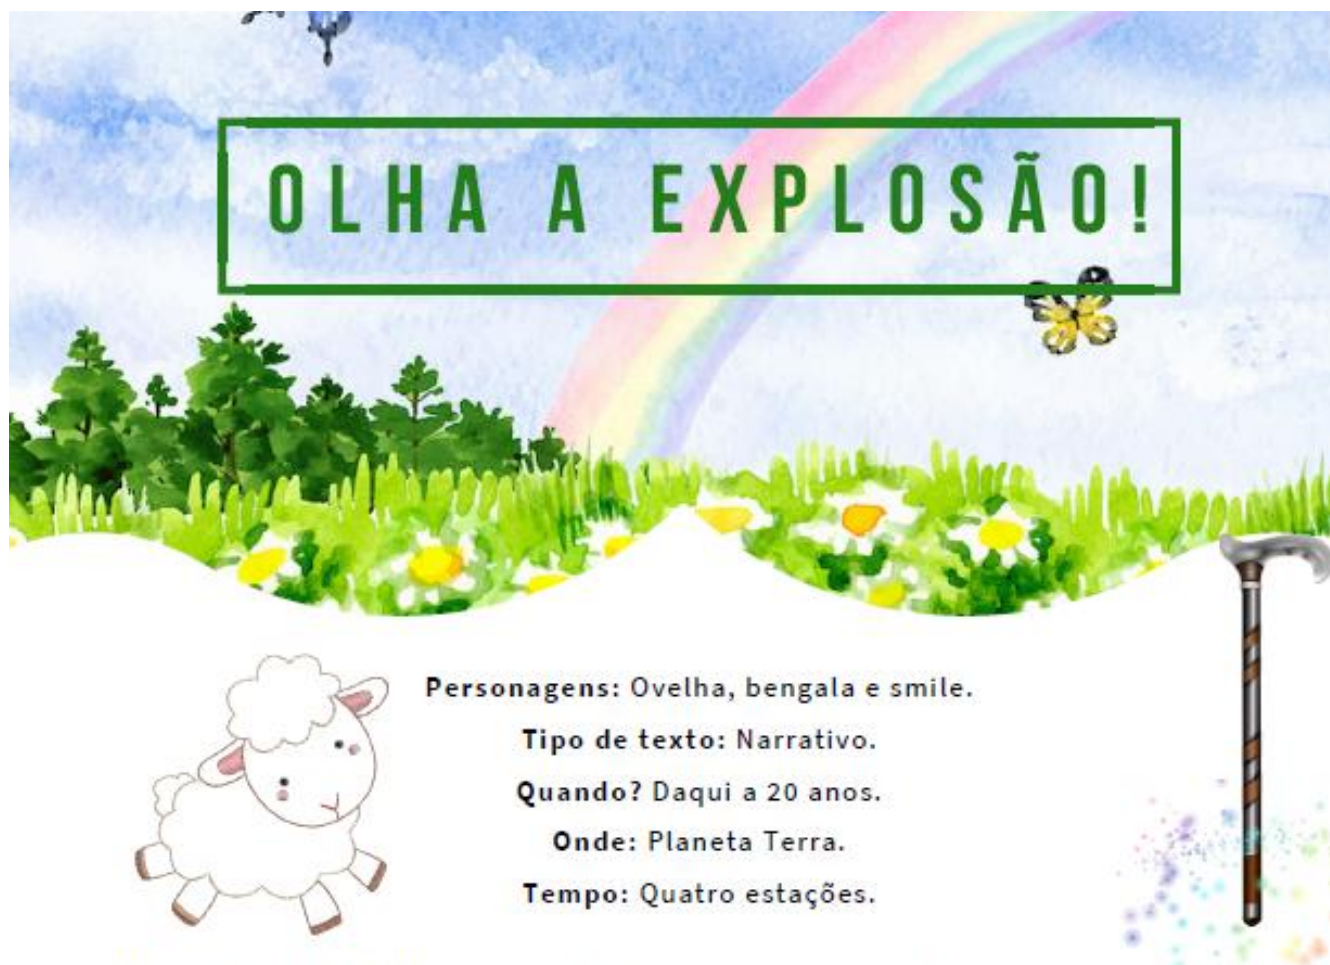 OLHA A EXPLOSÃO!
Personagens: Ovelha, bengala e smile.
Tipo de texto: Narrativo.
Quando? Daqui a 20 anos.
Onde: Planeta Terra.
Tempo: Quatro estações.